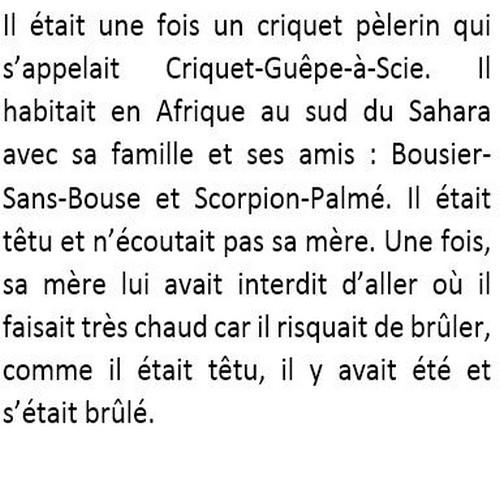 Il était une fois un criquet pèlerin qui
s’appelait Criquet-Guêpe-à-Scie. Il
habitait en Afrique au sud du Sahara
avec sa famille et ses amis : Bousier-
Sans-Bouse et Scorpion-Palmé. Il était
têtu et n’écoutait pas sa mère. Une fois,
sa mère lui avait interdit d’aller où il
faisait très chaud car il risquait de brûler,
comme il était têtu, il y avait été et
s’était brûlé.